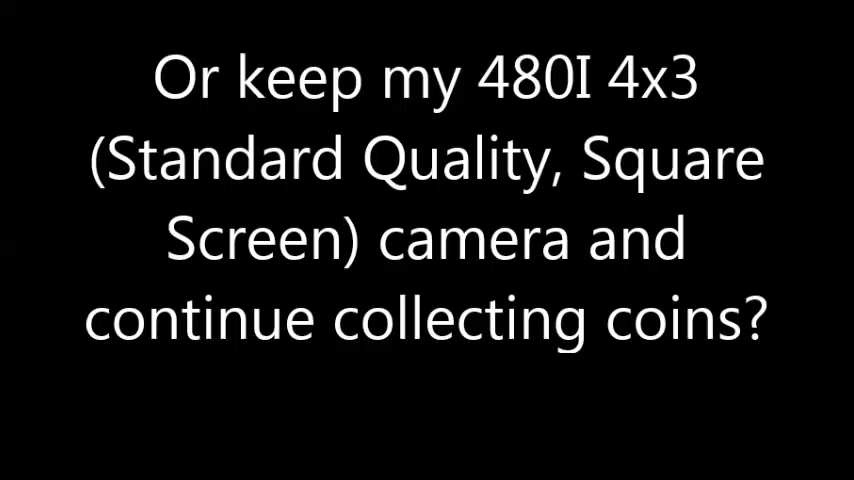 Or keep my 480I 4x3
(Standard Quality, Square
Screen) camera and
continue collecting coins?